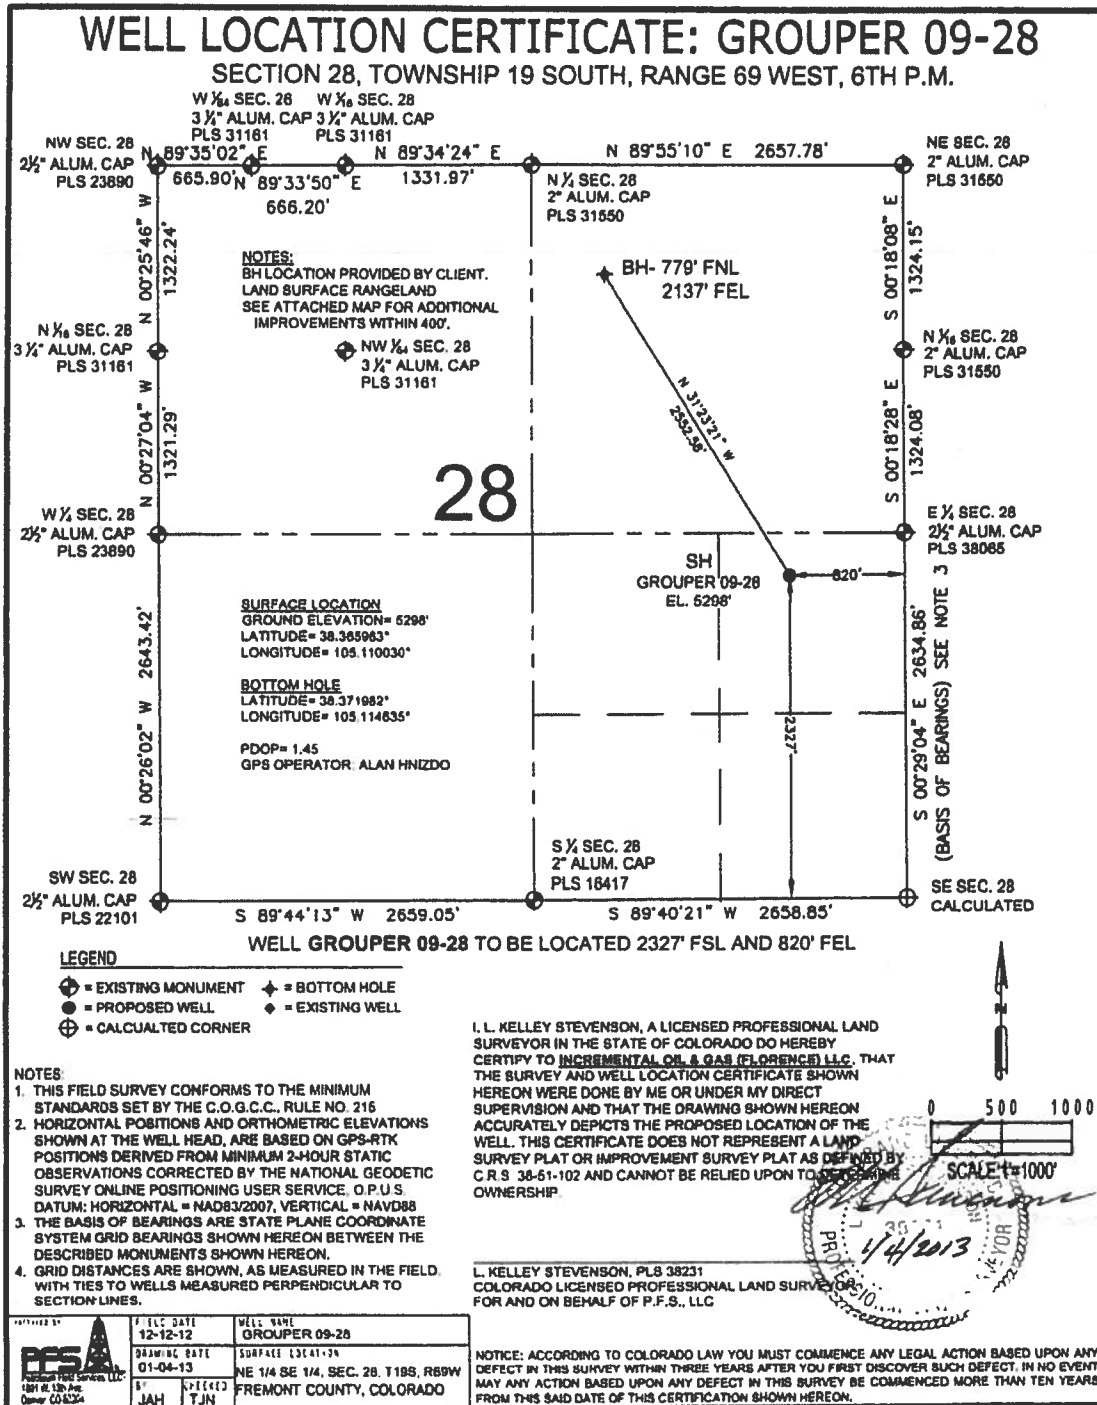 WELL LOCATION CERTIFICATE: GROUPER 09-28
SECTION 28, TOWNSHIP 19 SOUTH, RANGE 69 WEST, 6TH P.M.
W 1/64 SEC. 28
3 1/4" ALUM. CAP
PLS 31161
W 1/16 SEC. 28
3 1/4" ALUM. CAP
PLS 31161
NW SEC. 28
2 1/2" ALUM. CAP
PLS 23890
N 89°35'02" E
665.90'
N 89°33'50" E
666.20'
N 89°34'24" E
1331.97'
N 89°55'10" E 2657.78'
NE SEC. 28
2" ALUM. CAP
PLS 31550
N 1/4 SEC. 28
2" ALUM. CAP
PLS 31550
N 00°25'46" W
1322.24'
S 00°18'08" E
1324.15'
NOTES:
BH LOCATION PROVIDED BY CLIENT.
LAND SURFACE RANGELAND
SEE ATTACHED MAP FOR ADDITIONAL
IMPROVEMENTS WITHIN 400'.
BH- 779' FNL
2137' FEL
N 1/16 SEC. 28
3 1/4" ALUM. CAP
PLS 31161
NW 1/64 SEC. 28
3 1/4" ALUM. CAP
PLS 31161
N 1/16 SEC. 28
2" ALUM. CAP
PLS 31550
N 31°23'21" W
2552.58'
N 00°27'04" W
1321.29'
S 00°18'28" E
1324.08'
28
W 1/4 SEC. 28
2 1/2" ALUM. CAP
PLS 23890
E 1/4 SEC. 28
2 1/2" ALUM. CAP
PLS 38065
SH
GROUPER 09-28
EL. 5298'
820'
SURFACE LOCATION
GROUND ELEVATION= 5298'
LATITUDE= 38.365963°
LONGITUDE= 105.110030°
BOTTOM HOLE
LATITUDE= 38.371982°
LONGITUDE= 105.114635°
PDOP= 1.45
GPS OPERATOR: ALAN HNIZDO
N 00°26'02" W 2643.42'
2327'
S 00°29'04" E 2634.86'
(BASIS OF BEARINGS) SEE NOTE 3
S 1/4 SEC. 28
2" ALUM. CAP
PLS 16417
SW SEC. 28
2 1/2" ALUM. CAP
PLS 22101
SE SEC. 28
CALCULATED
S 89°44'13" W 2659.05'
S 89°40'21" W 2658.85'
WELL GROUPER 09-28 TO BE LOCATED 2327' FSL AND 820' FEL
LEGEND
= EXISTING MONUMENT = BOTTOM HOLE
= PROPOSED WELL = EXISTING WELL
= CALCUALTED CORNER
NOTES:
1. THIS FIELD SURVEY CONFORMS TO THE MINIMUM
STANDARDS SET BY THE C.O.G.C.C., RULE NO. 215
2. HORIZONTAL POSITIONS AND ORTHOMETRIC ELEVATIONS
SHOWN AT THE WELL HEAD, ARE BASED ON GPS-RTK
POSITIONS DERIVED FROM MINIMUM 2-HOUR STATIC
OBSERVATIONS CORRECTED BY THE NATIONAL GEODETIC
SURVEY ONLINE POSITIONING USER SERVICE, O.P.U.S.
DATUM: HORIZONTAL = NAD83/2007, VERTICAL = NAVD88
3. THE BASIS OF BEARINGS ARE STATE PLANE COORDINATE
SYSTEM GRID BEARINGS SHOWN HEREON BETWEEN THE
DESCRIBED MONUMENTS SHOWN HEREON.
4. GRID DISTANCES ARE SHOWN, AS MEASURED IN THE FIELD.
WITH TIES TO WELLS MEASURED PERPENDICULAR TO
SECTION LINES.
I, L. KELLEY STEVENSON, A LICENSED PROFESSIONAL LAND
SURVEYOR IN THE STATE OF COLORADO DO HEREBY
CERTIFY TO INCREMENTAL OIL & GAS (FLORENCE) LLC, THAT
THE SURVEY AND WELL LOCATION CERTIFICATE SHOWN
HEREON WERE DONE BY ME OR UNDER MY DIRECT
SUPERVISION AND THAT THE DRAWING SHOWN HEREON
ACCURATELY DEPICTS THE PROPOSED LOCATION OF THE
WELL. THIS CERTIFICATE DOES NOT REPRESENT A LAND
SURVEY PLAT OR IMPROVEMENT SURVEY PLAT AS DEFINED BY
C.R.S 38-51-102 AND CANNOT BE RELIED UPON TO DETERMINE
OWNERSHIP.
N
0 500 1000
SCALE 1"=1000'
1/4/2013
L. KELLEY STEVENSON, PLS 38231
COLORADO LICENSED PROFESSIONAL LAND SURVEYOR
FOR AND ON BEHALF OF P.F.S., LLC
NOTICE: ACCORDING TO COLORADO LAW YOU MUST COMMENCE ANY LEGAL ACTION BASED UPON ANY
DEFECT IN THIS SURVEY WITHIN THREE YEARS AFTER YOU FIRST DISCOVER SUCH DEFECT. IN NO EVENT
MAY ANY ACTION BASED UPON ANY DEFECT IN THIS SURVEY BE COMMENCED MORE THAN TEN YEARS
FROM THIS SAID DATE OF THIS CERTIFICATION SHOWN HEREON.
PFS
Petroleum Field Services, LLC
FIELD DATE
12-12-12
DRAWING DATE
01-04-13
BY
JAH
CHECKED
TJN
WELL NAME
GROUPER 09-28
SURFACE LOCATION
NE 1/4 SE 1/4, SEC. 28, T19S, R69W
FREMONT COUNTY, COLORADO